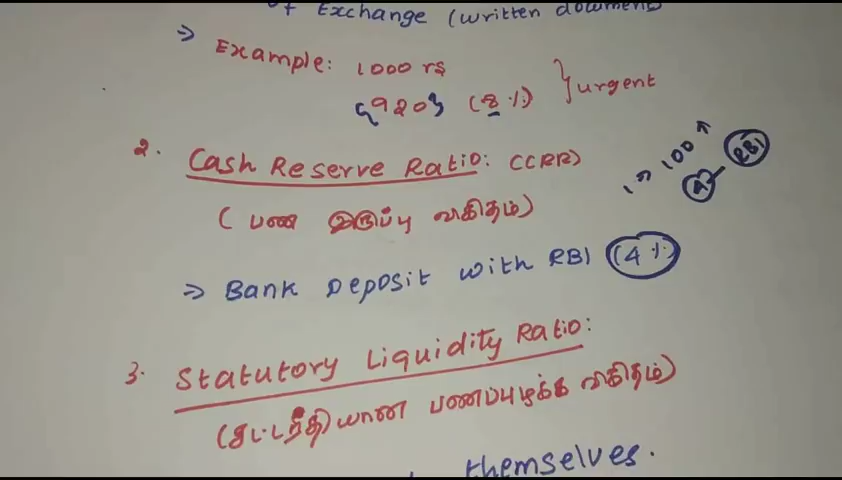 of Exchange (written document)
⇒ Example: 1000 rs
920 (8 %) } urgent
2. Cash Reserve Ratio: (CRR)
1 → 100 ↑ A RBI
(பண இருப்பு விகிதம்)
⇒ Bank Deposit with RBI (4 %)
3. Statutory Liquidity Ratio:
(சட்டரீதியான பணப்புழக்க விகிதம்)
themselves.